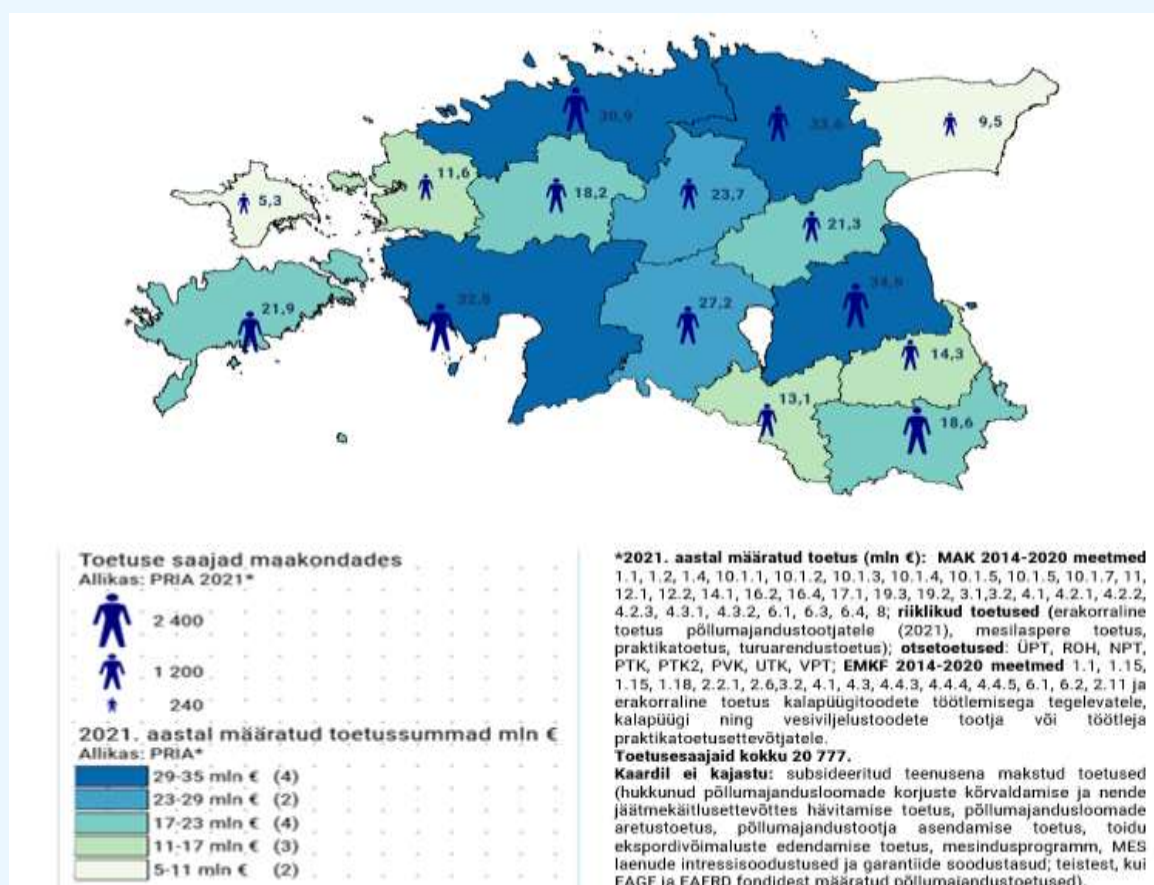 30,9
9,5
11,6
18,2
23,7
5,3
21,3
21,9
27,2
14,3
13,1
18,6
Toetuse saajad maakondades
Allikas: PRIA 2021*
2 400
1 200
240
2021. aastal määratud toetussummad mln €
Allikas: PRIA*
29-35 mln € (4)
23-29 mln € (2)
17-23 mln € (4)
11-17 mln € (3)
5-11 mln € (2)
*2021. aastal määratud toetus (mln €): MAK 2014-2020 meetmed
1.1, 1.2, 1.4, 10.1.1, 10.1.2, 10.1.3, 10.1.4, 10.1.5, 10.1.5, 10.1.7, 11,
12.1, 12.2, 14.1, 16.2, 16.4, 17.1, 19.3, 19.2, 3.1,3.2, 4.1, 4.2.1, 4.2.2,
4.2.3, 4.3.1, 4.3.2, 6.1, 6.3, 6.4, 8; riiklikud toetused (erakorraline
toetus põllumajandustootjatele (2021), mesilaspere toetus,
praktikatoetus, turuarendustoetus); otsetoetused: ÜPT, ROH, NPT,
PTK, PTK2, PVK, UTK, VPT; EMKF 2014-2020 meetmed 1.1, 1.15,
1.15, 1.18, 2.2.1, 2.6,3.2, 4.1, 4.3, 4.4.3, 4.4.4, 4.4.5, 6.1, 6.2, 2.11 ja
erakorraline toetus kalapüügitoodete töötlemisega tegelevatele,
kalapüügi ning vesiviljelustoodete tootja või töötleja
praktikatoetusettevõtjatele.
Toetusesaajaid kokku 20 777.
Kaardil ei kajastu: subsideeritud teenusena makstud toetused
(hukkunud põllumajandusloomade korjuste kõrvaldamise ja nende
jäätmekäitlusettevõttes hävitamise toetus, põllumajandusloomade
aretustoetus, põllumajandustootja asendamise toetus, toidu
ekspordivõimaluste edendamise toetus, mesindusprogramm, MES
laenude intressisoodustused ja garantiide soodustasud; teistest, kui
EAGF ja EAFRD fondidest määratud põllumajandustoetused).